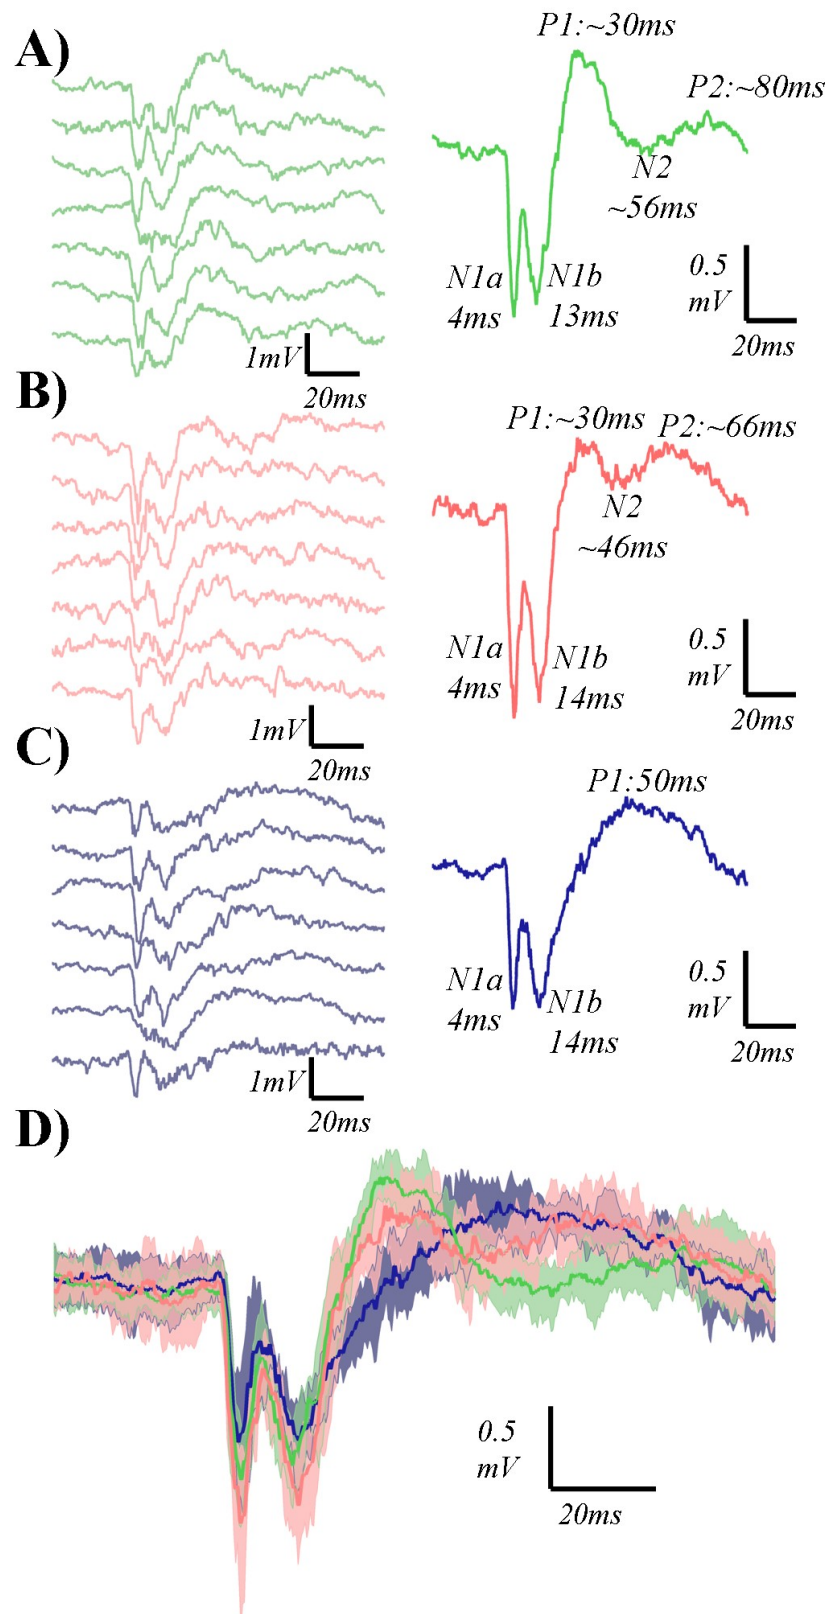 A)
P1:~30ms
P2:~80ms
N2
~56ms
N1a
4ms
N1b
13ms
0.5
mV
20ms
1mV
20ms
B)
P1:~30ms
P2:~66ms
N2
~46ms
N1a
4ms
N1b
14ms
0.5
mV
20ms
1mV
20ms
C)
P1:50ms
N1a
4ms
N1b
14ms
0.5
mV
20ms
1mV
20ms
D)
0.5
mV
20ms